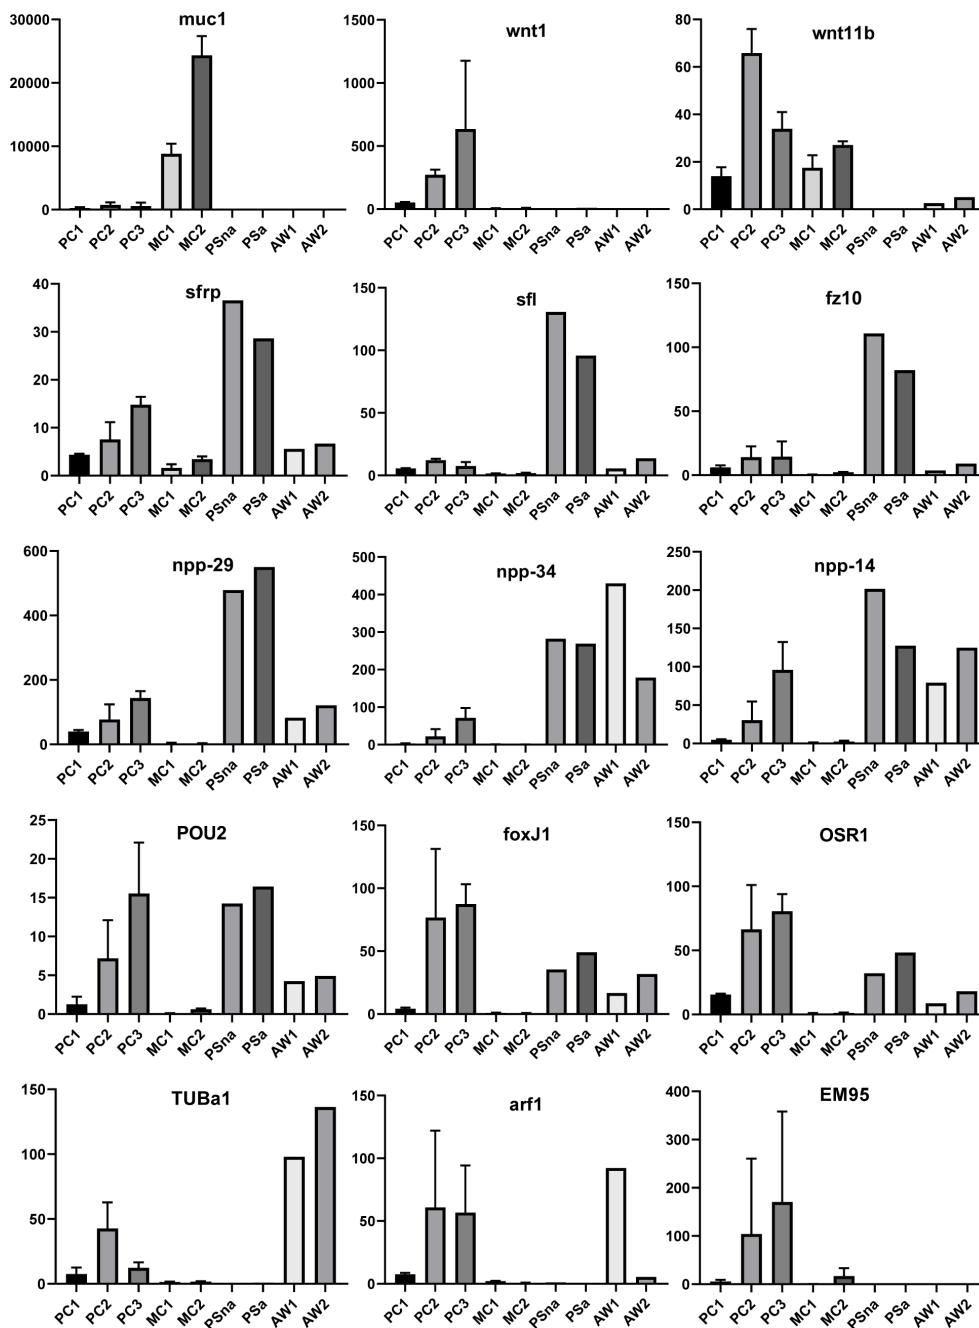 muc1
30000
20000
10000
0
PC1 PC2 PC3 MC1 MC2 PSna PSa AW1 AW2
wnt1
1500
1000
500
0
PC1 PC2 PC3 MC1 MC2 PSna PSa AW1 AW2
wnt11b
80
60
40
20
0
PC1 PC2 PC3 MC1 MC2 PSna PSa AW1 AW2
sfrp
40
30
20
10
0
PC1 PC2 PC3 MC1 MC2 PSna PSa AW1 AW2
sfl
150
100
50
0
PC1 PC2 PC3 MC1 MC2 PSna PSa AW1 AW2
fz10
150
100
50
0
PC1 PC2 PC3 MC1 MC2 PSna PSa AW1 AW2
npp-29
600
400
200
0
PC1 PC2 PC3 MC1 MC2 PSna PSa AW1 AW2
npp-34
500
400
300
200
100
0
PC1 PC2 PC3 MC1 MC2 PSna PSa AW1 AW2
npp-14
250
200
150
100
50
0
PC1 PC2 PC3 MC1 MC2 PSna PSa AW1 AW2
POU2
25
20
15
10
5
0
PC1 PC2 PC3 MC1 MC2 PSna PSa AW1 AW2
foxJ1
150
100
50
0
PC1 PC2 PC3 MC1 MC2 PSna PSa AW1 AW2
OSR1
150
100
50
0
PC1 PC2 PC3 MC1 MC2 PSna PSa AW1 AW2
TUBa1
150
100
50
0
PC1 PC2 PC3 MC1 MC2 PSna PSa AW1 AW2
arf1
150
100
50
0
PC1 PC2 PC3 MC1 MC2 PSna PSa AW1 AW2
EM95
400
300
200
100
0
PC1 PC2 PC3 MC1 MC2 PSna PSa AW1 AW2